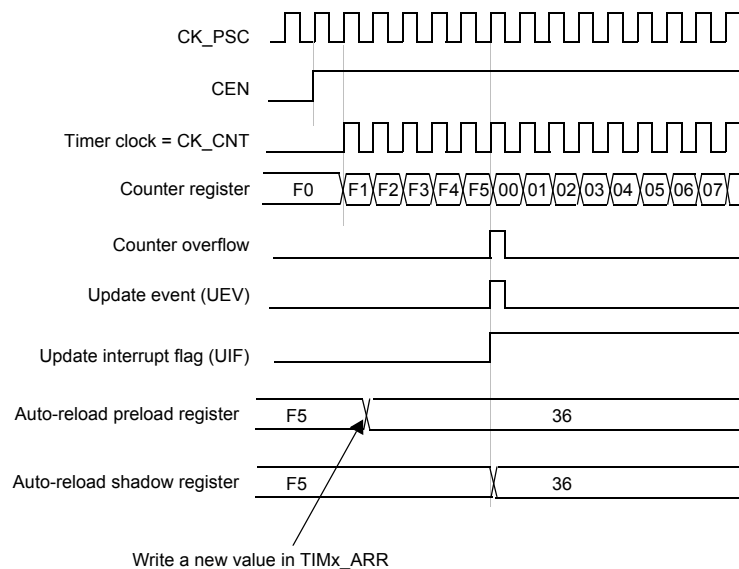 CK_PSC
CEN
Timer clock = CK_CNT
Counter register F0 F1 F2 F3 F4 F5 00 01 02 03 04 05 06 07
Counter overflow
Update event (UEV)
Update interrupt flag (UIF)
Auto-reload preload register F5 36
Auto-reload shadow register F5 36
Write a new value in TIMx_ARR